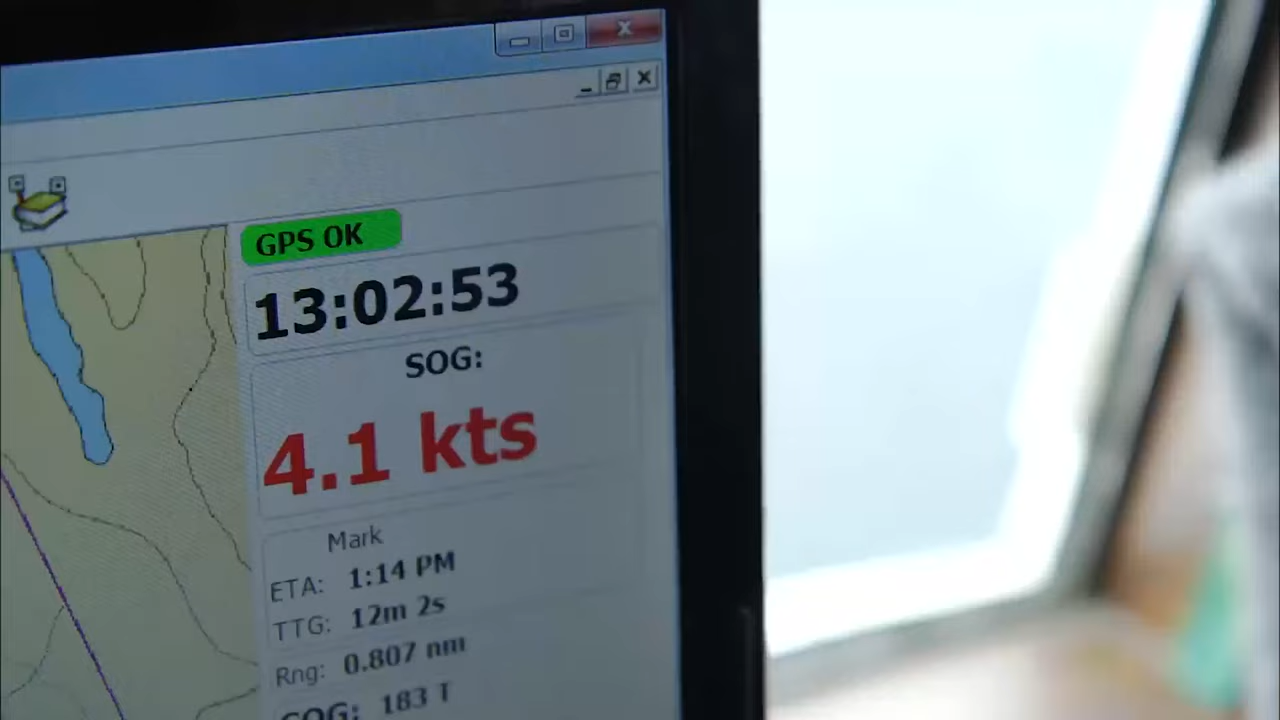 GPS OK
13:02:53
SOG:
4.1 kts
Mark
ETA: 1:14 PM
TTG: 12m 2s
Rng: 0.807 nm
COG: 183 T